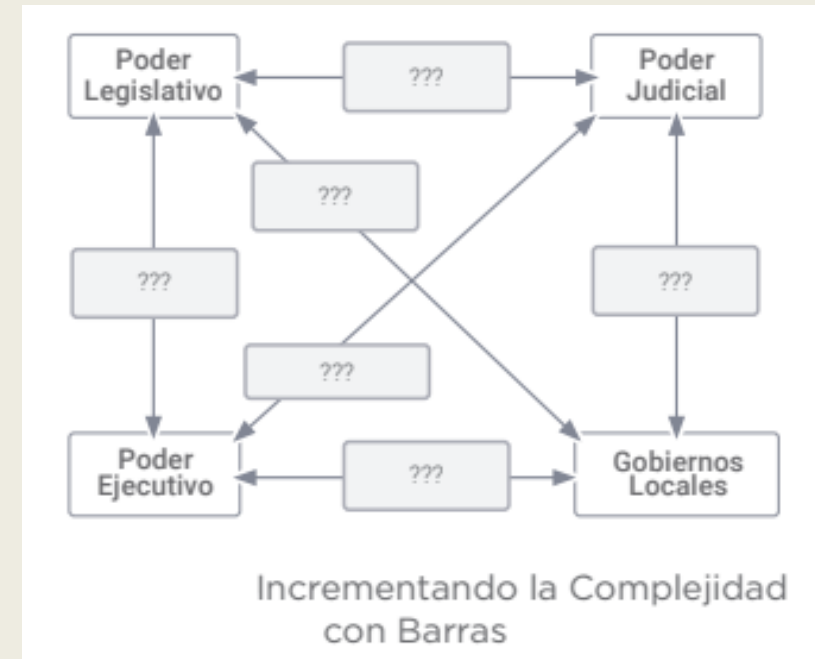 Poder
Legislativo
???
Poder
Judicial
???
???
???
???
Poder
Ejecutivo
???
Gobiernos
Locales
Incrementando la Complejidad
con Barras